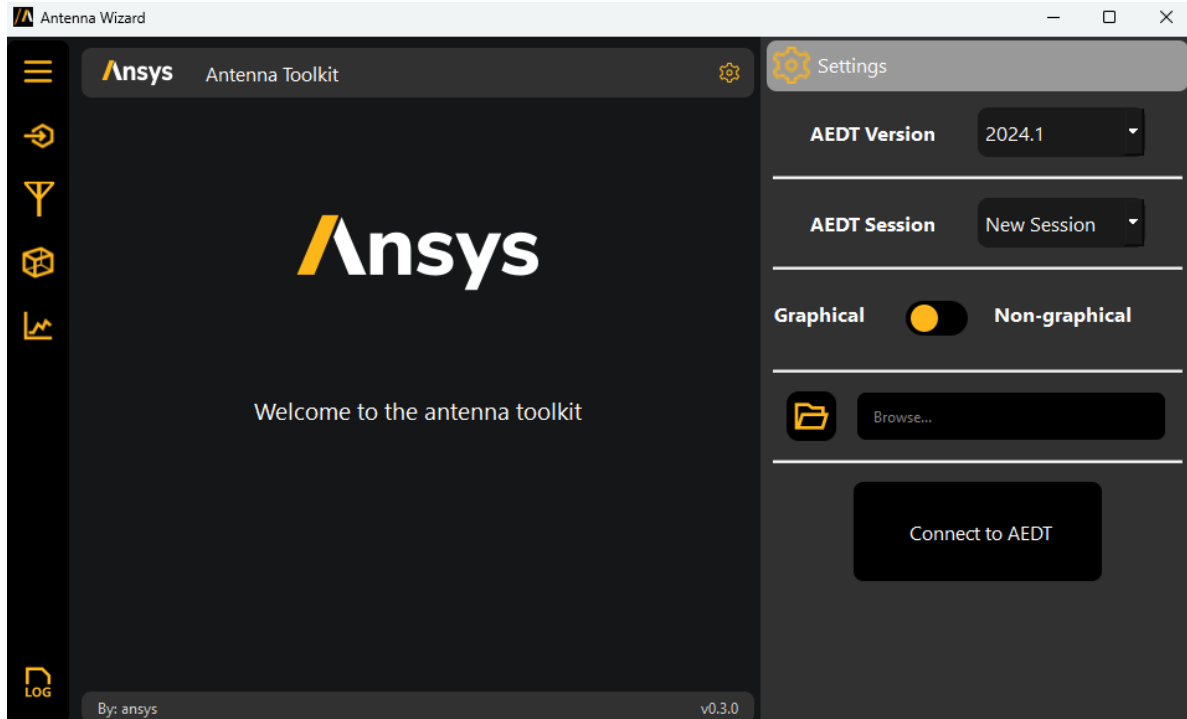 Antenna Wizard
Ansys Antenna Toolkit
Ansys
Welcome to the antenna toolkit
LOG
By: ansys v0.3.0
Settings
AEDT Version 2024.1
AEDT Session New Session
Graphical Non-graphical
Browse...
Connect to AEDT